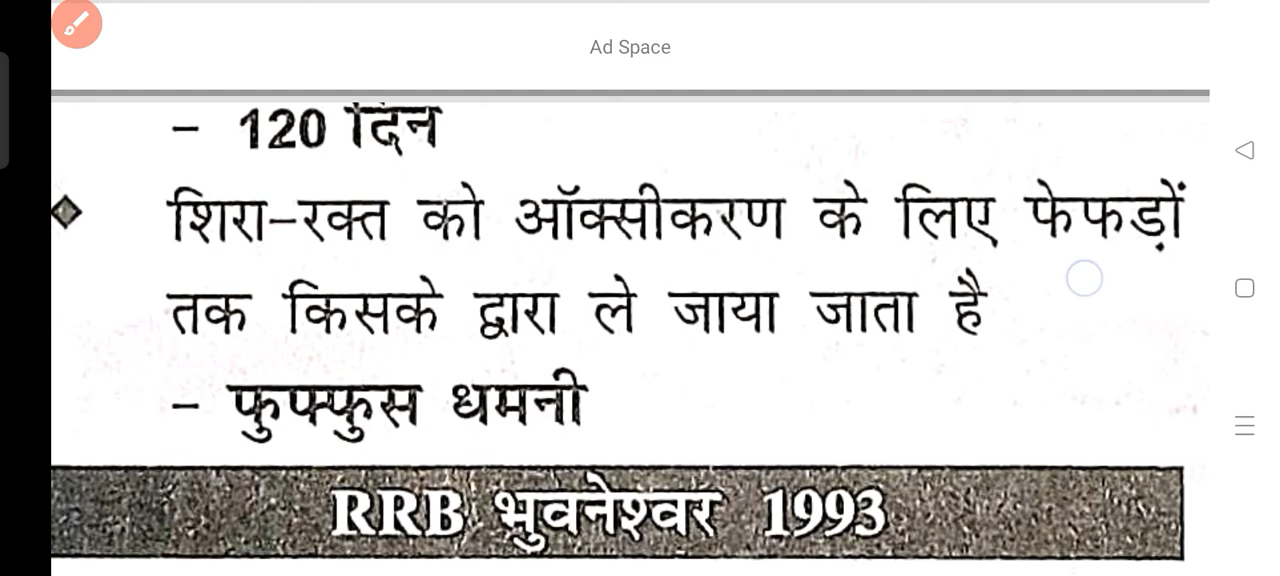 Ad Space
- 120 दिन
शिरा-रक्त को ऑक्सीकरण के लिए फेफड़ों
तक किसके द्वारा ले जाया जाता है
- फुफ्फुस धमनी
RRB भुवनेश्वर 1993